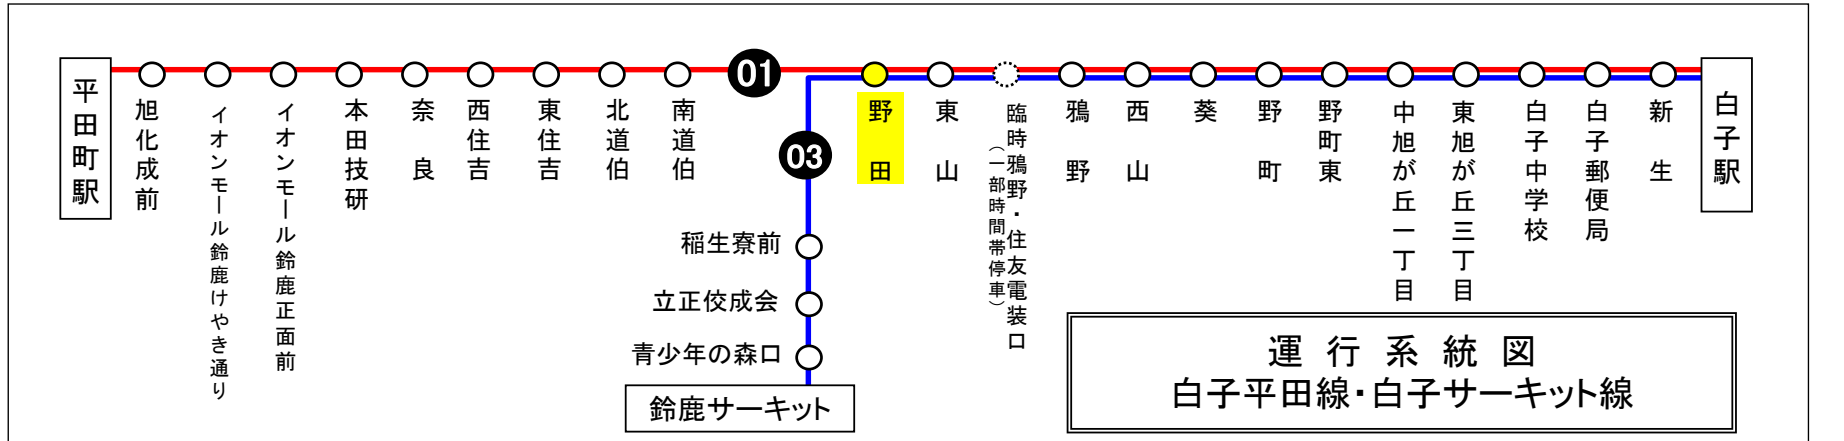 平田町駅
旭化成前
イオンモール鈴鹿けやき通り
イオンモール鈴鹿正面前
本田技研
奈良
西住吉
東住吉
北道伯
南道伯
01
03
野田
東山
臨時鴉野・住友電装口
（一部時間帯停車）
鴉野
西山
葵
野町
野町東
中旭が丘一丁目
東旭が丘三丁目
白子中学校
白子郵便局
新生
白子駅
稲生寮前
立正佼成会
青少年の森口
鈴鹿サーキット
運行系統図
白子平田線・白子サーキット線